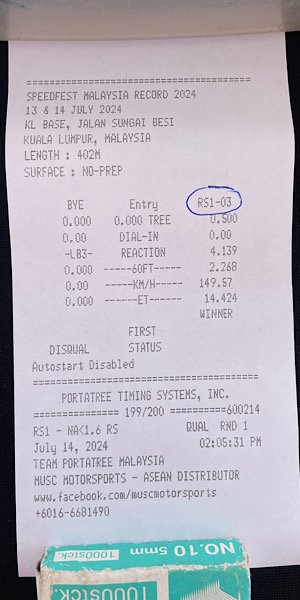 ===========================================
SPEEDFEST MALAYSIA RECORD 2024
13 & 14 JULY 2024
KL BASE, JALAN SUNGAI BESI
KUALA LUMPUR, MALAYSIA
LENGTH : 402M
SURFACE : NO-PREP
BYE Entry RS1-03
0.000 0.000 TREE 0.500
0.00 DIAL-IN 0.00
-LB3- REACTION 4.139
0.000 ------60FT----- 2.268
0.00 -----KM/H----- 149.57
0.000 ------ET----- 14.424
WINNER
FIRST
DISQUAL STATUS
Autostart Disabled
===========================================
PORTATREE TIMING SYSTEMS, INC.
================ 199/200 ==========600214
RS1 - NA<1.6 RS QUAL RND 1
July 14, 2024 02:05:31 PM
TEAM PORTATREE MALAYSIA
MUSC MOTORSPORTS - ASEAN DISTRIBUTOR
www.facebook.com/muscmotorsports
+6016-6681490
NO.10 5mm
1000stck.
1000stck.